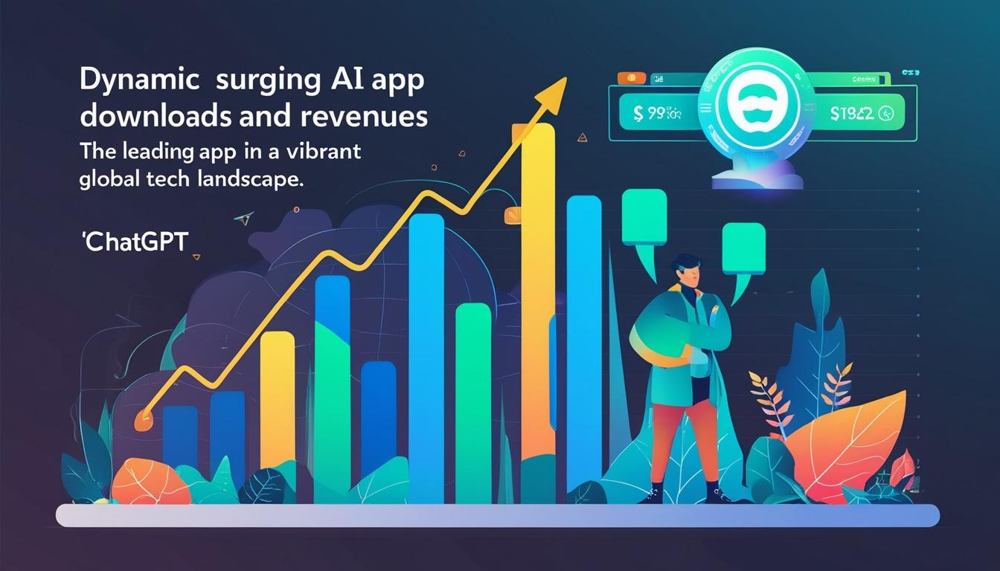 Dynamic surging AI app
downloads and revenues
The leading app in a vibrant
global tech landscape.
'ChatGPT